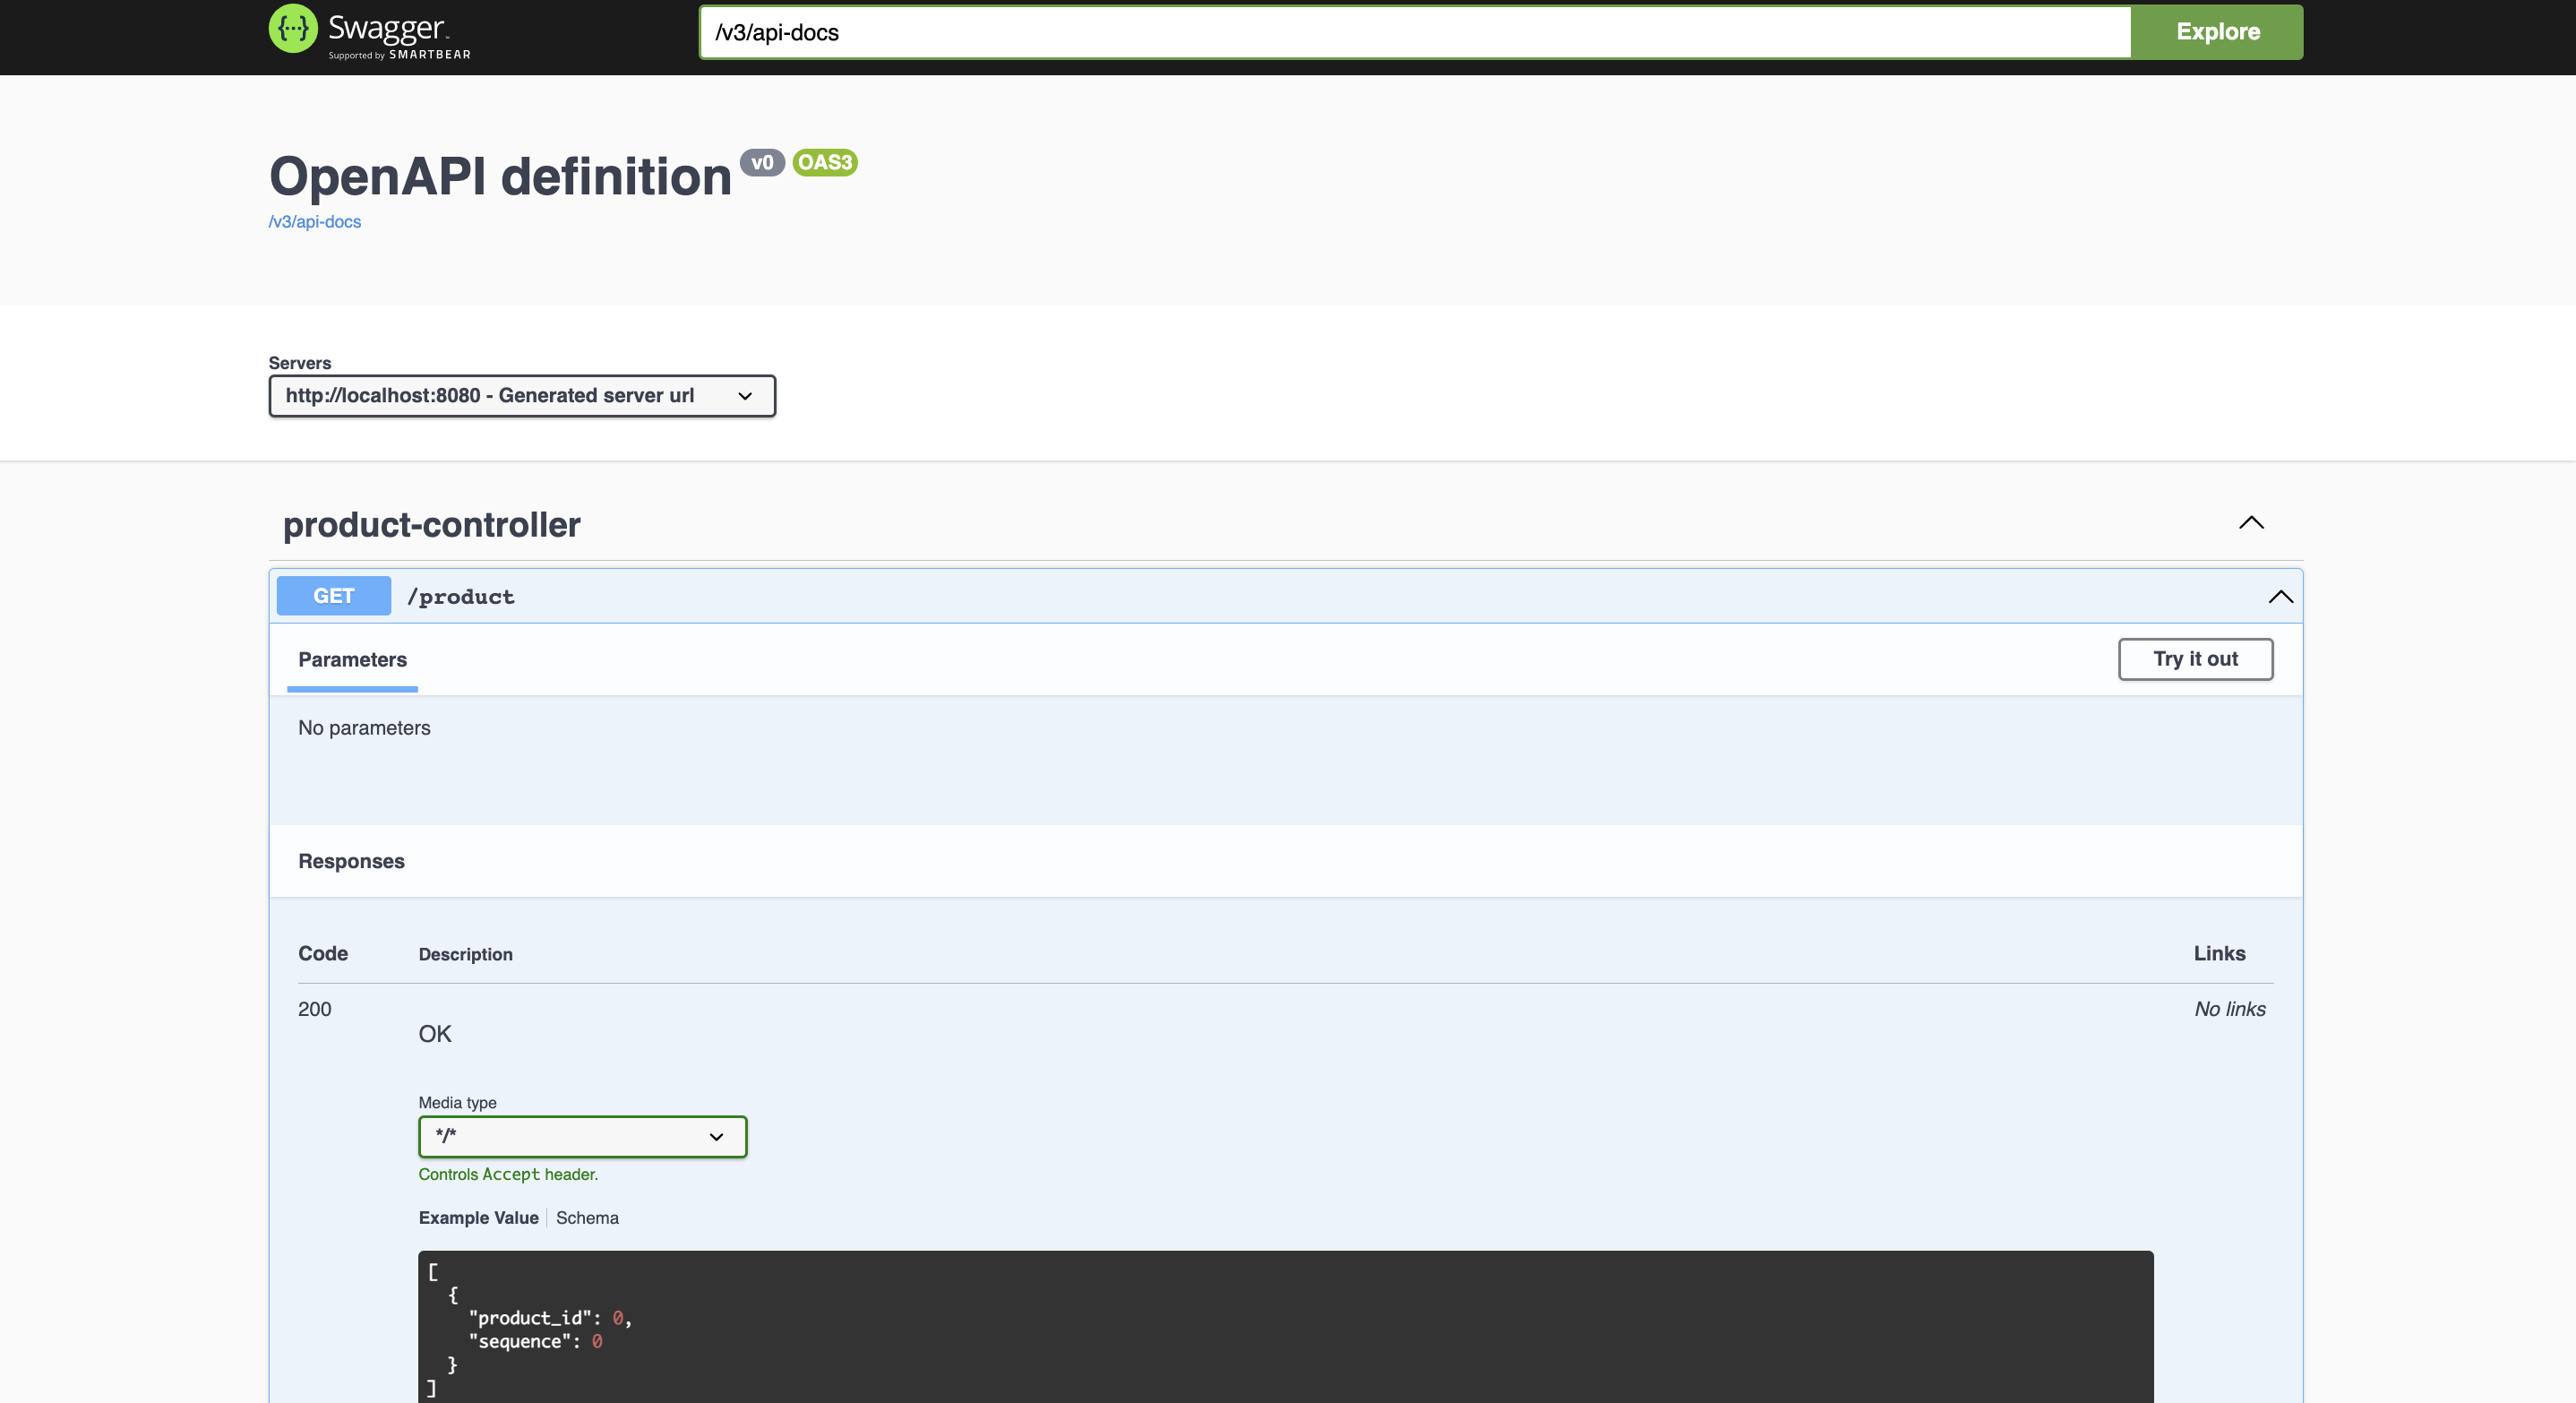 {···} Swagger™
Supported by SMARTBEAR
/v3/api-docs
Explore
OpenAPI definition v0 OAS3
/v3/api-docs
Servers
http://localhost:8080 - Generated server url
product-controller
GET /product
Parameters
Try it out
No parameters
Responses
Code Description Links
200 No links
OK
Media type
*/*
Controls Accept header.
Example Value Schema
[
{
"product_id": 0,
"sequence": 0
}
]